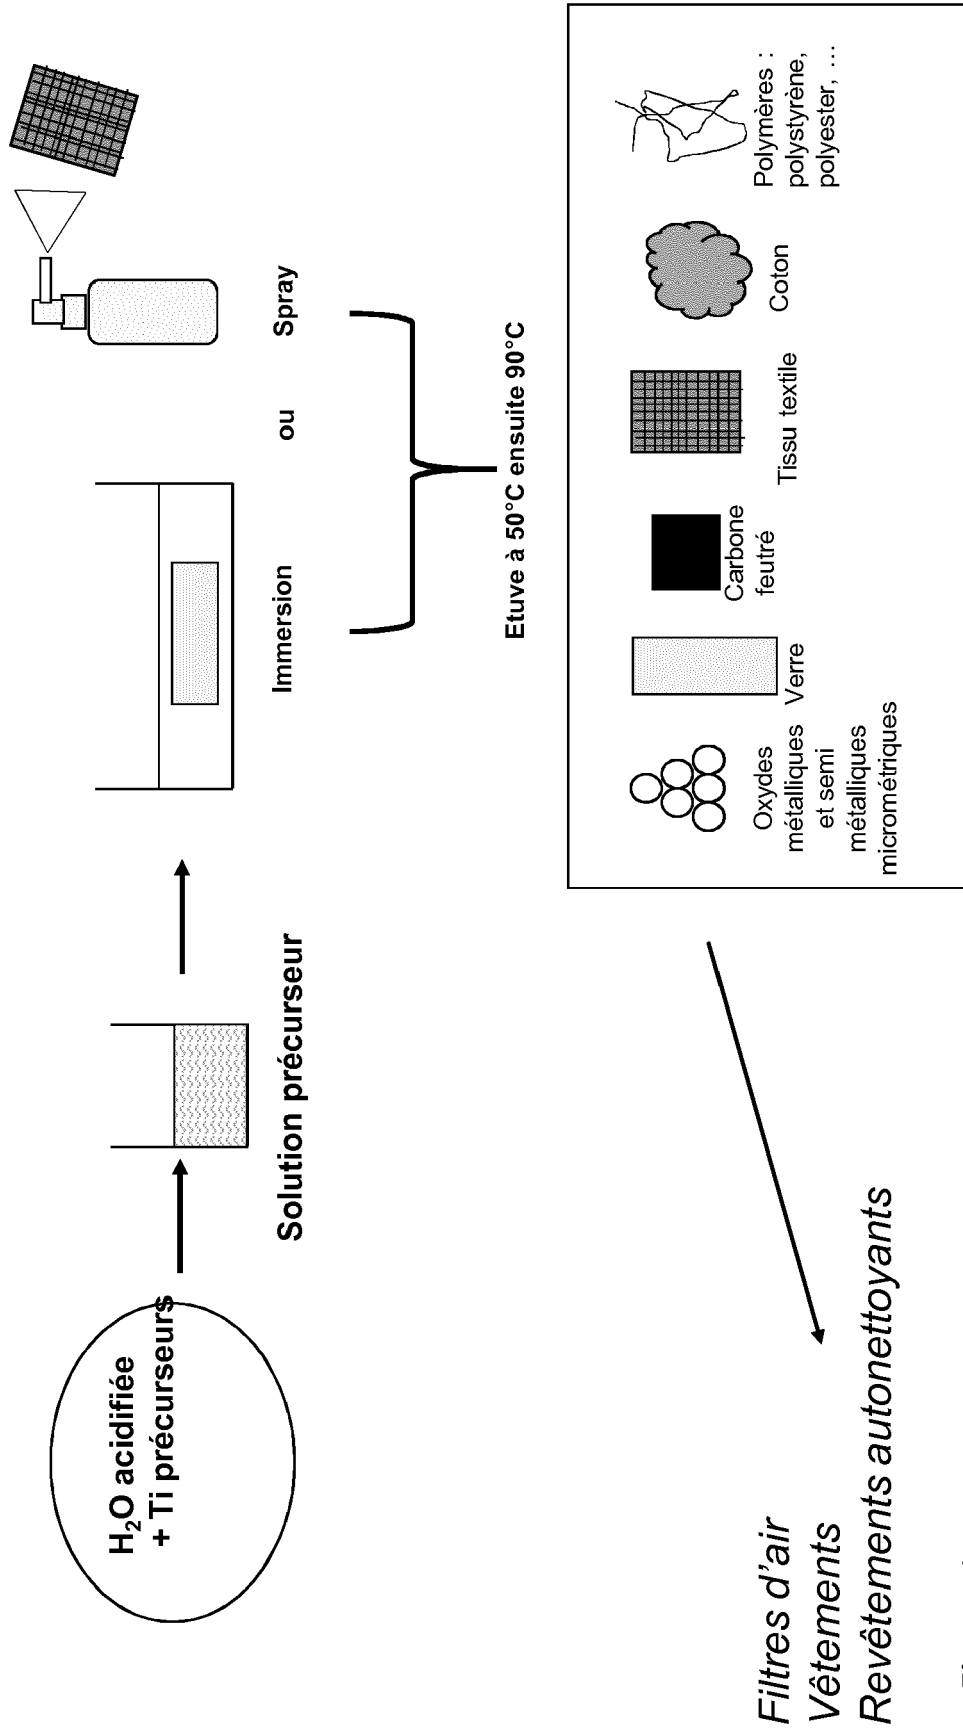 H2O acidifiée
+ Ti précurseurs
Solution précurseur
Immersion
ou
Spray
Etuve à 50°C ensuite 90°C
Oxydes
métalliques
et semi
métalliques
micrométriques
Verre
Carbone
feutré
Tissu textile
Coton
Polymères :
polystyrène,
polyester, …
Filtres d'air
Vêtements
Revêtements autonettoyants